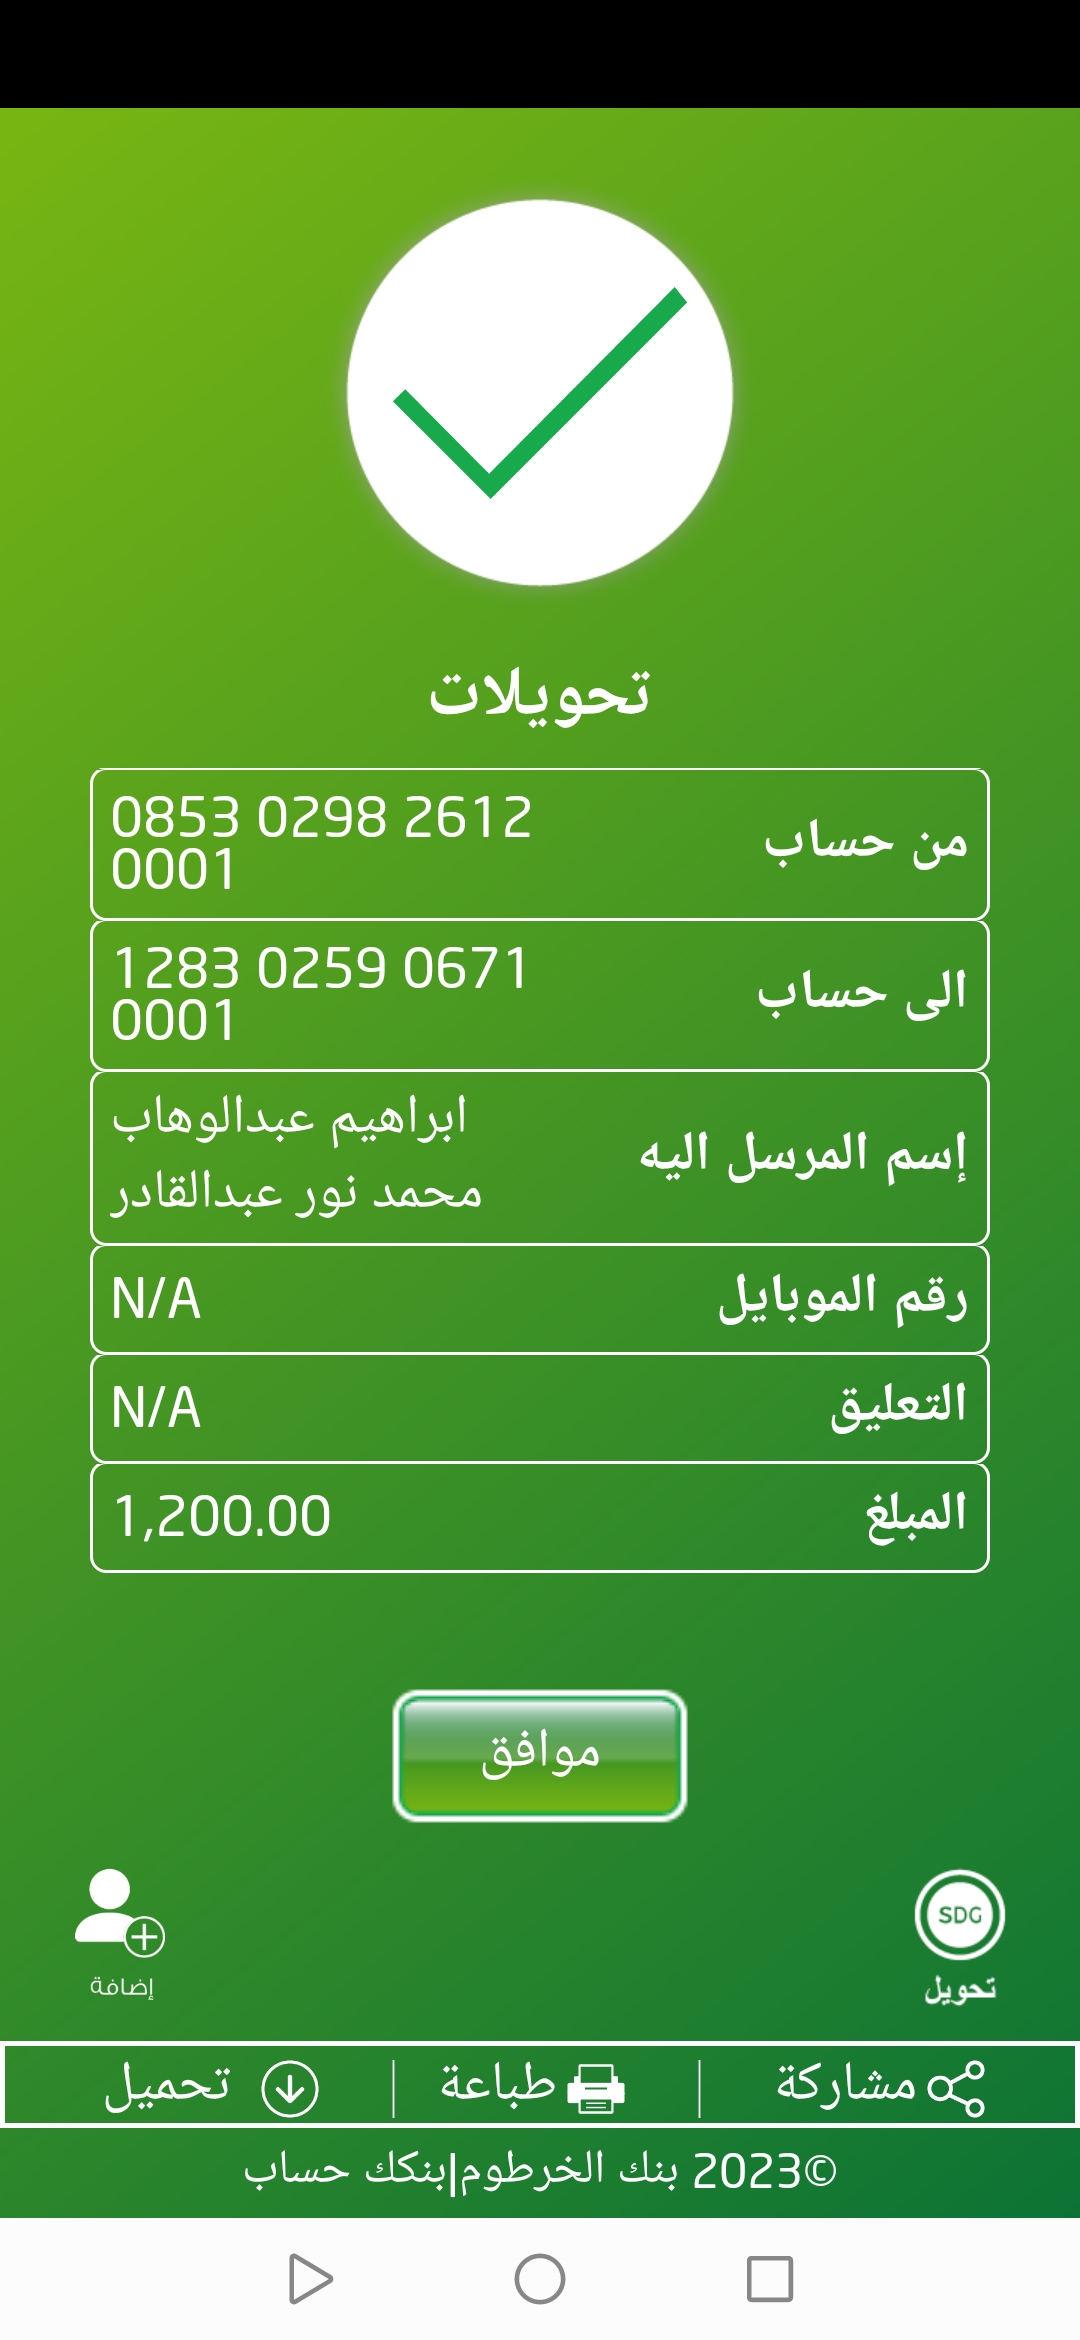 تحويلات
من حساب
0853 0298 2612
0001
الى حساب
1283 0259 0671
0001
إسم المرسل اليه
ابراهيم عبدالوهاب
محمد نور عبدالقادر
رقم الموبايل
N/A
التعليق
N/A
المبلغ
1,200.00
موافق
SDG
تحويل
إضافة
مشاركة
طباعة
تحميل
©2023 بنك الخرطوم|بنكك حساب